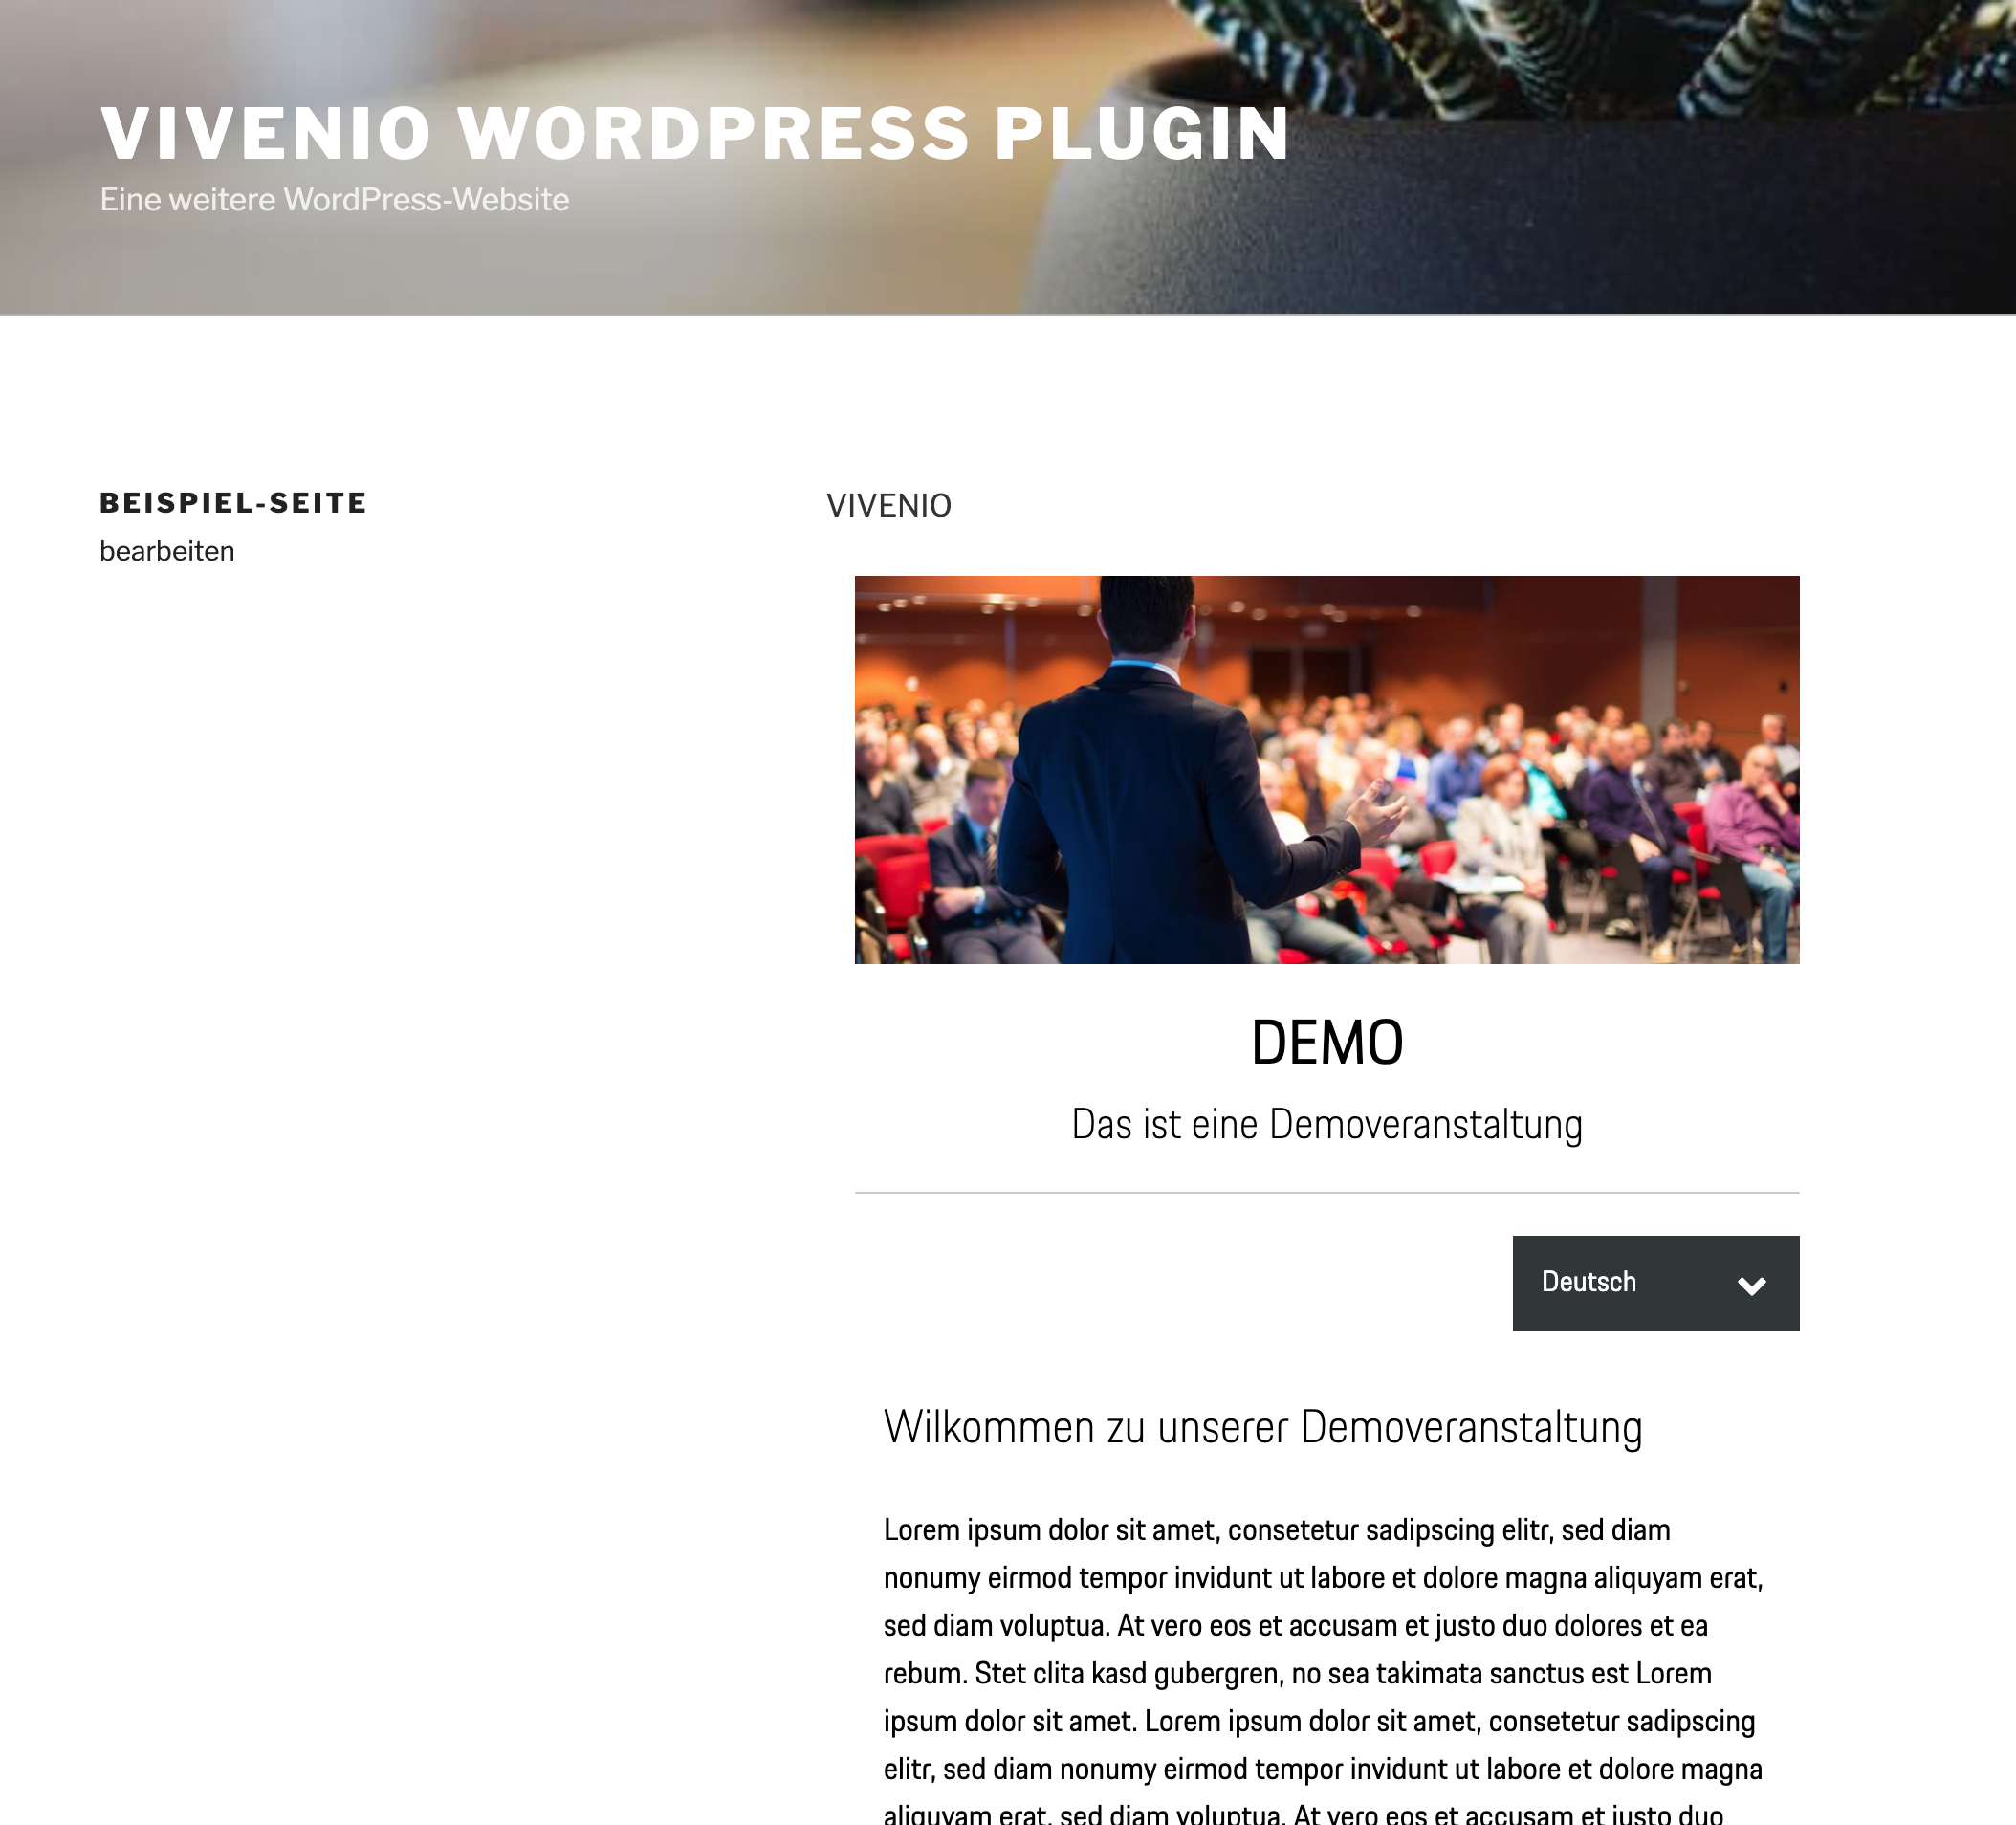 VIVENIO WORDPRESS PLUGIN
Eine weitere WordPress-Website
BEISPIEL-SEITE
bearbeiten
VIVENIO
DEMO
Das ist eine Demoveranstaltung
Deutsch
Wilkommen zu unserer Demoveranstaltung
Lorem ipsum dolor sit amet, consetetur sadipscing elitr, sed diam
nonumy eirmod tempor invidunt ut labore et dolore magna aliquyam erat,
sed diam voluptua. At vero eos et accusam et justo duo dolores et ea
rebum. Stet clita kasd gubergren, no sea takimata sanctus est Lorem
ipsum dolor sit amet. Lorem ipsum dolor sit amet, consetetur sadipscing
elitr, sed diam nonumy eirmod tempor invidunt ut labore et dolore magna
aliquyam erat, sed diam voluptua. At vero eos et accusam et justo duo